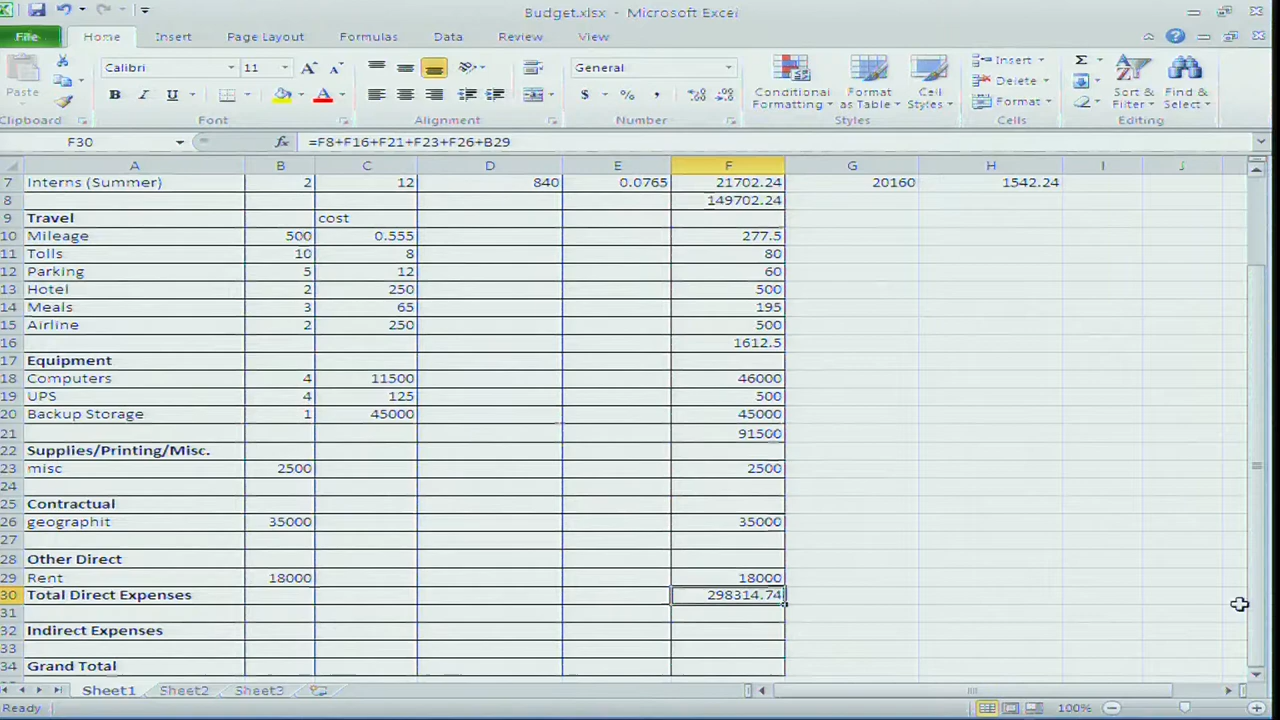 Budget.xlsx - Microsoft Excel
File Home Insert Page Layout Formulas Data Review View
Calibri 11 General Insert Σ
Paste B I U $ % , Conditional Formatting Format as Table Cell Styles Delete Format Sort & Filter Find & Select
Clipboard Font Alignment Number Styles Cells Editing
F30 fx =F8+F16+F21+F23+F26+B29
A B C D E F G H I J
7 Interns (Summer) 2 12 840 0.0765 21702.24 20160 1542.24
8 149702.24
9 Travel cost
10 Mileage 500 0.555 277.5
11 Tolls 10 8 80
12 Parking 5 12 60
13 Hotel 2 250 500
14 Meals 3 65 195
15 Airline 2 250 500
16 1612.5
17 Equipment
18 Computers 4 11500 46000
19 UPS 4 125 500
20 Backup Storage 1 45000 45000
21 91500
22 Supplies/Printing/Misc.
23 misc 2500 2500
24
25 Contractual
26 geographit 35000 35000
27
28 Other Direct
29 Rent 18000 18000
30 Total Direct Expenses 298314.74
31
32 Indirect Expenses
33
34 Grand Total
Sheet1 Sheet2 Sheet3
Ready 100%